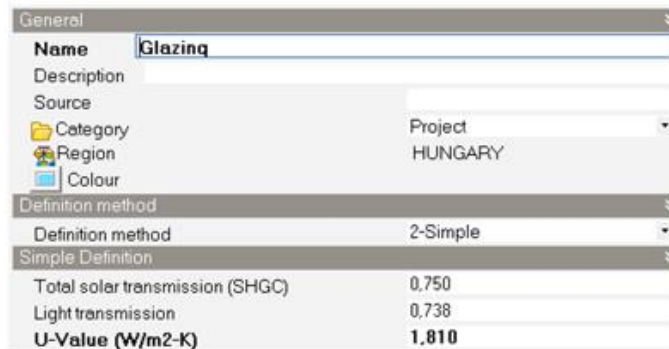 General
Name Glazing
Description
Source
Category Project
Region HUNGARY
Colour
Definition method
Definition method 2-Simple
Simple Definition
Total solar transmission (SHGC) 0,750
Light transmission 0,738
U-Value (W/m2-K) 1,810